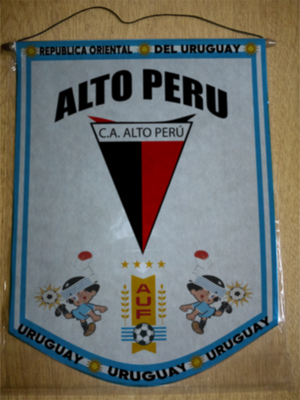 REPUBLICA ORIENTAL DEL URUGUAY
ALTO PERU
C.A. ALTO PERÚ
AUF
URUGUAY URUGUAY URUGUAY